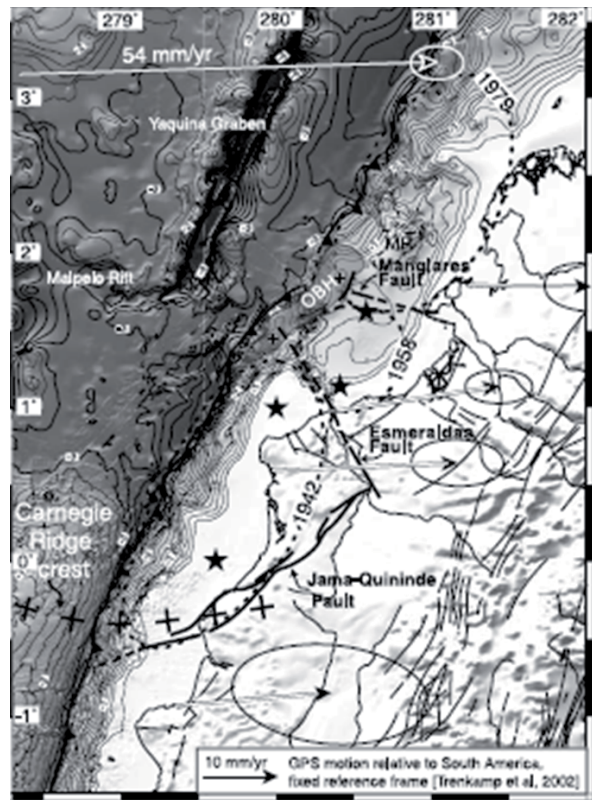 279° 280° 281° 282°
54 mm/yr
A
1979
3°
Yaquina Graben
2°
MR
Malpelo Rift
Manglares
Fault
OBH
1958
1°
Esmeraldas
Fault
1942
Carnegie
Ridge
crest
0°
Jama-Quininde
Fault
-1°
10 mm/yr GPS motion relative to South America,
fixed reference frame [Trenkamp et al, 2002]